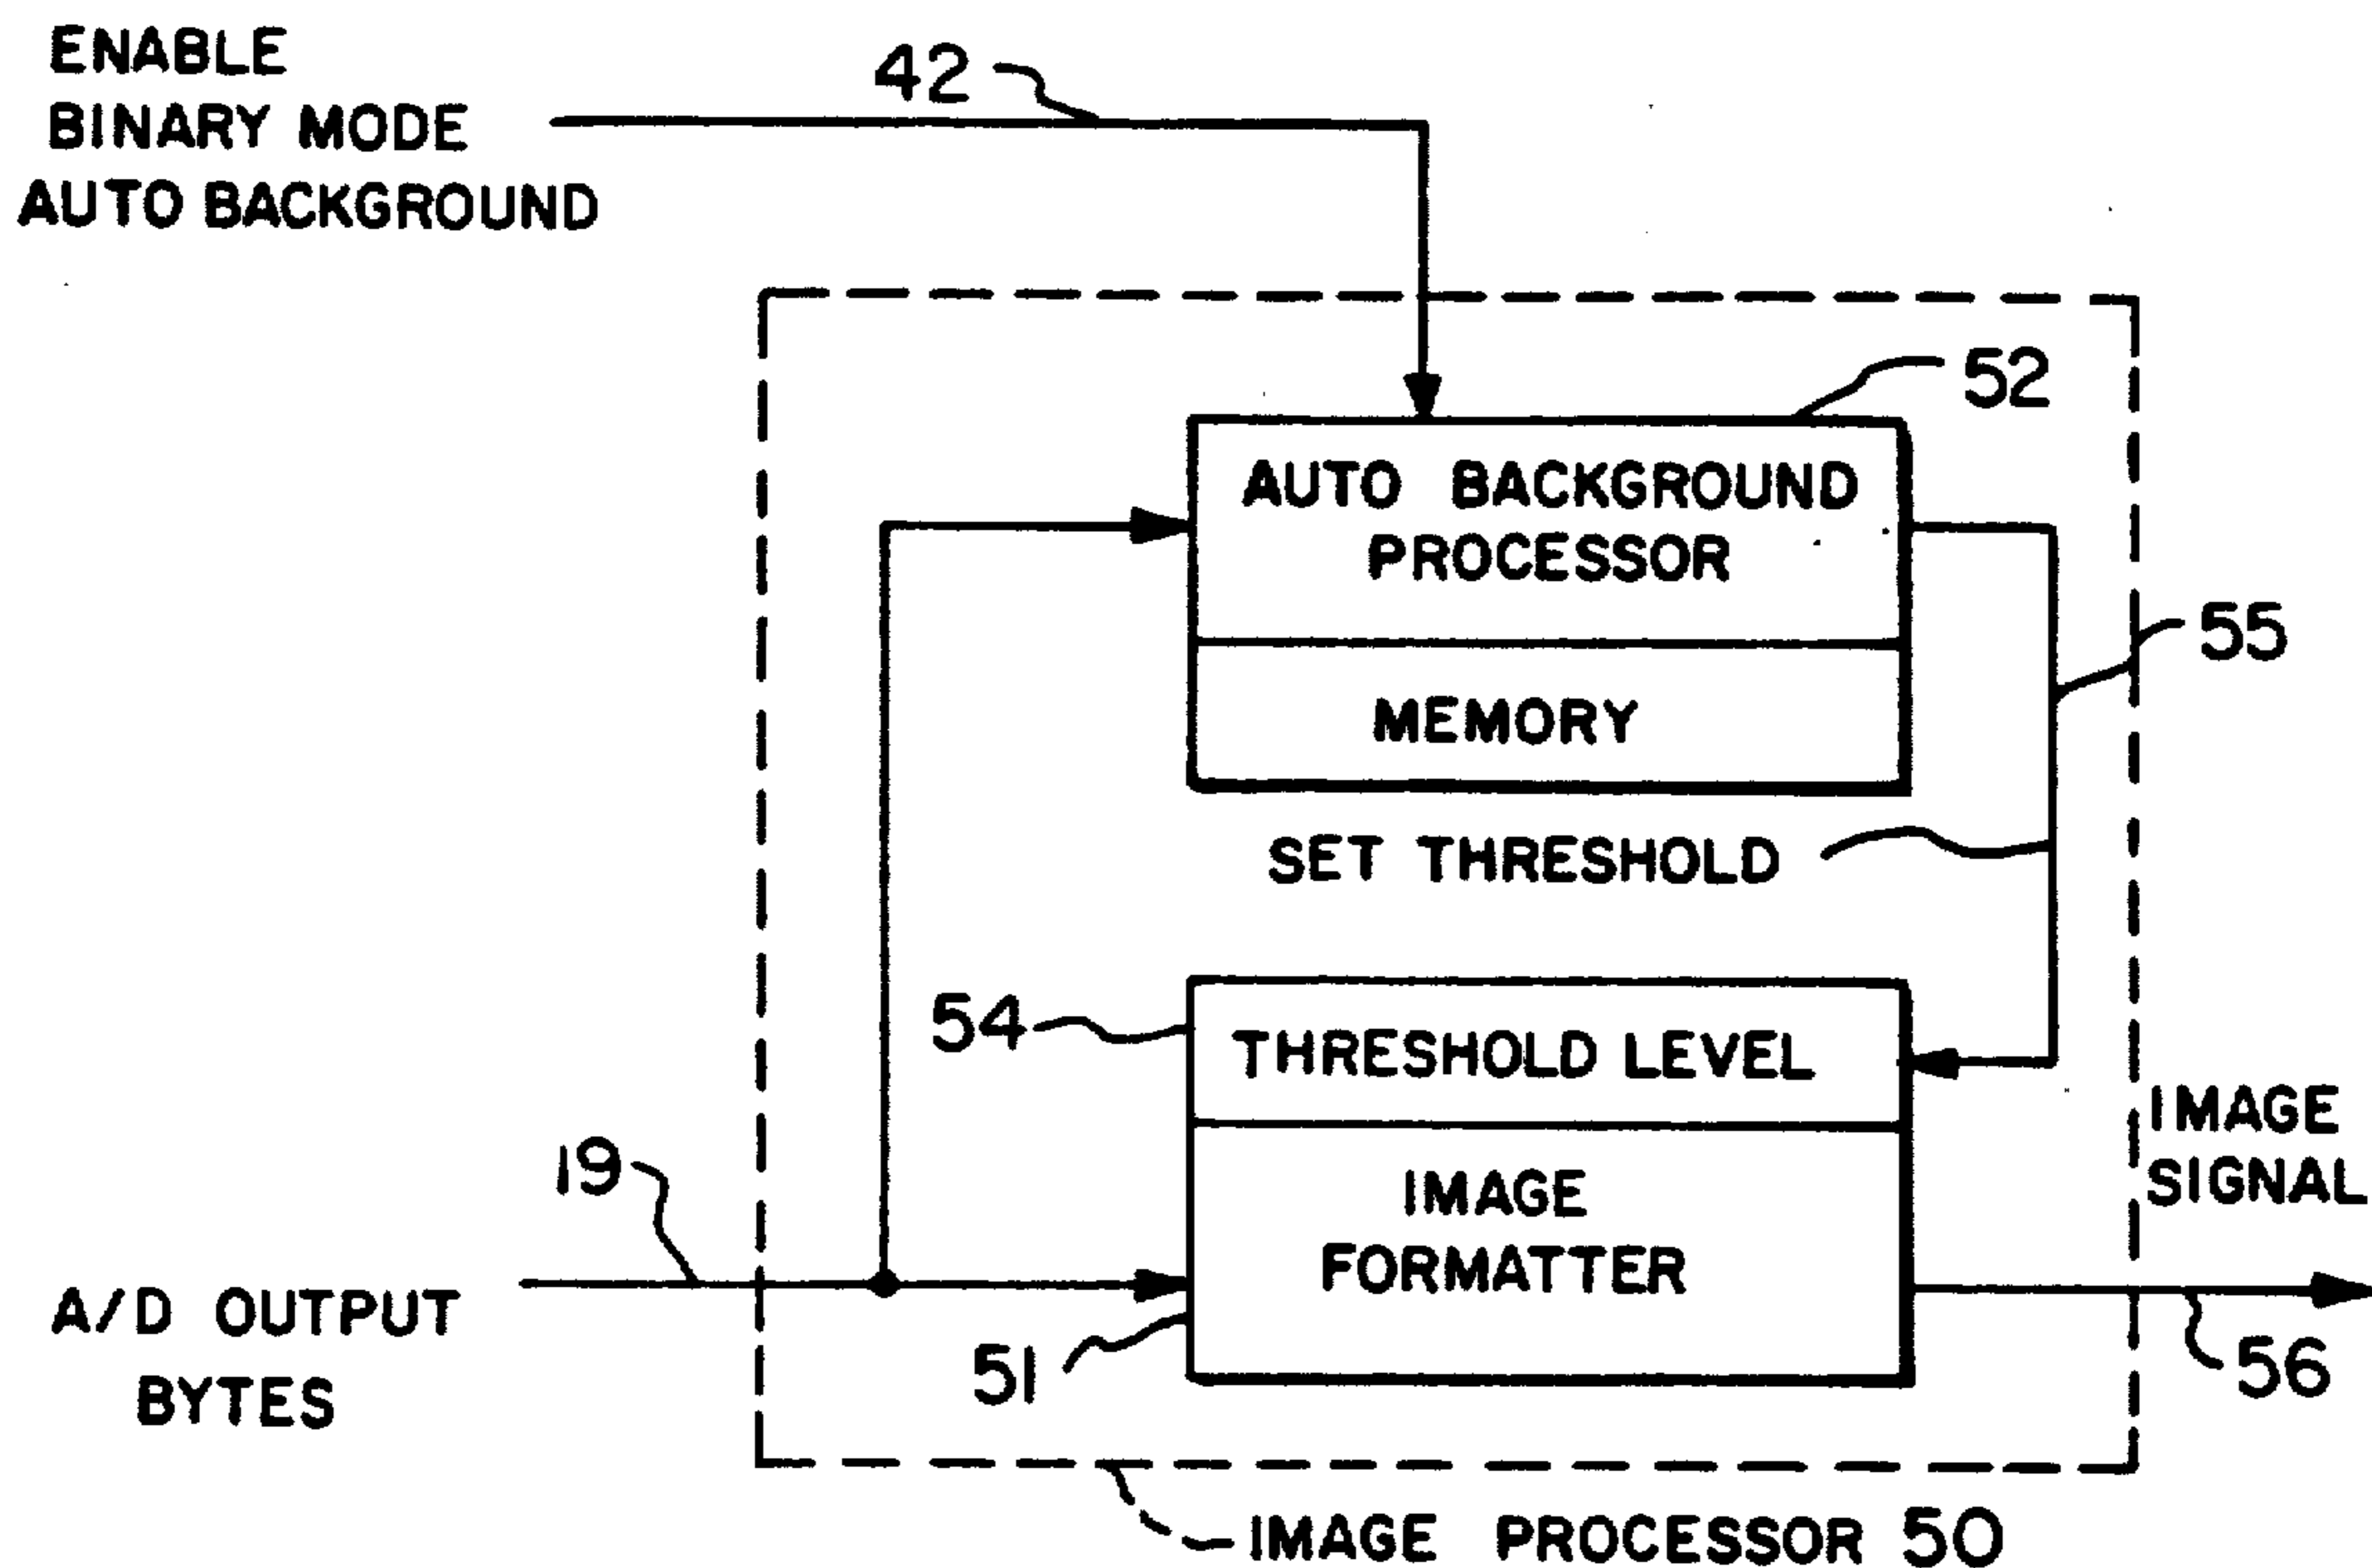 ENABLE
BINARY MODE
AUTO BACKGROUND
42
52
AUTO BACKGROUND
PROCESSOR
MEMORY
55
SET THRESHOLD
54
THRESHOLD LEVEL
IMAGE
SIGNAL
19
IMAGE
FORMATTER
A/D OUTPUT
BYTES
51
56
IMAGE PROCESSOR 50